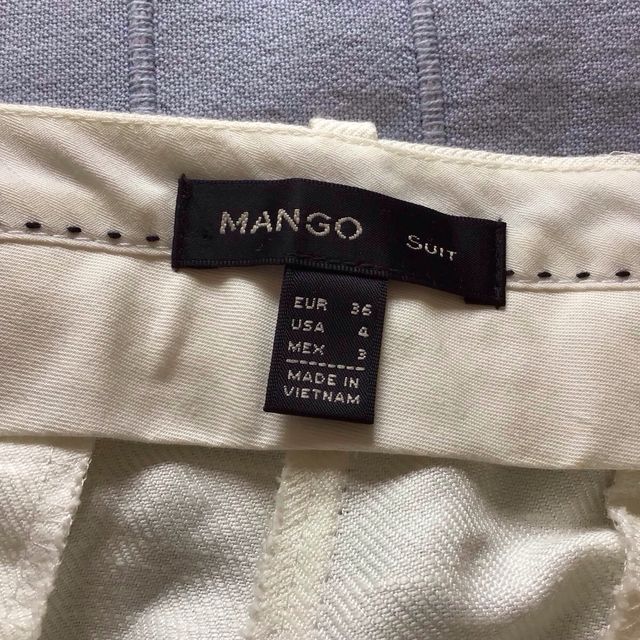 MANGO SUIT
EUR 36
USA 4
MEX 3
MADE IN
VIETNAM